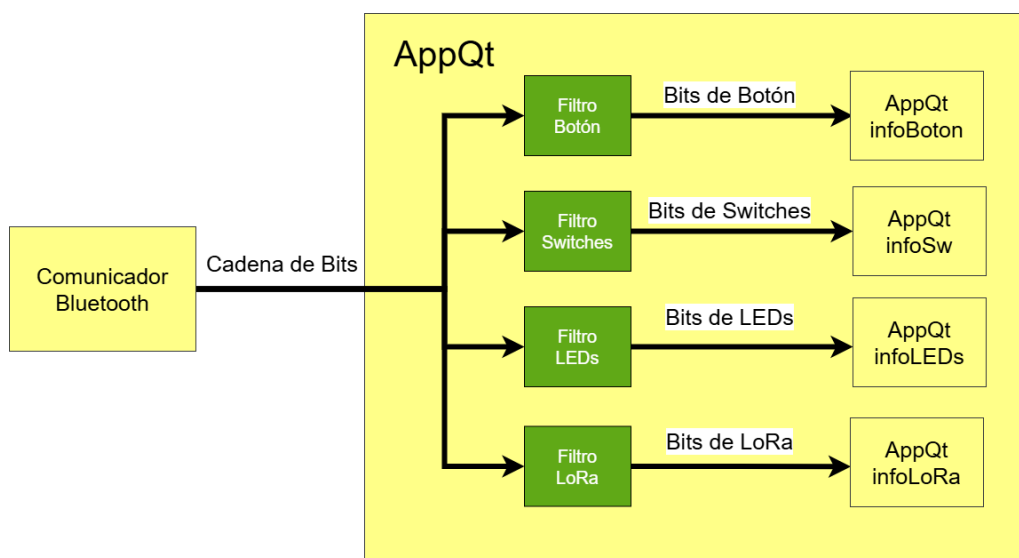 AppQt
Filtro
Botón
Bits de Botón
AppQt
infoBoton
Filtro
Switches
Bits de Switches
AppQt
infoSw
Comunicador
Bluetooth
Cadena de Bits
Filtro
LEDs
Bits de LEDs
AppQt
infoLEDs
Filtro
LoRa
Bits de LoRa
AppQt
infoLoRa